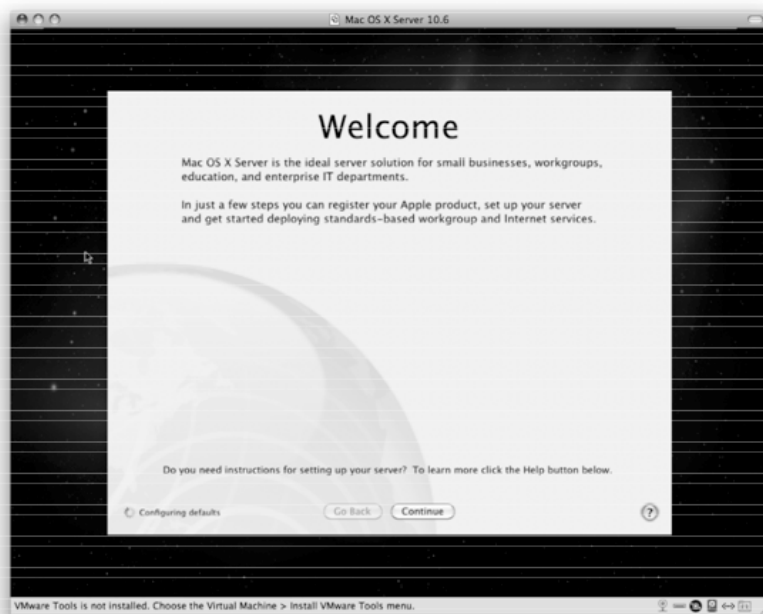 Mac OS X Server 10.6
Welcome
Mac OS X Server is the ideal server solution for small businesses, workgroups,
education, and enterprise IT departments.
In just a few steps you can register your Apple product, set up your server
and get started deploying standards-based workgroup and Internet services.
Do you need instructions for setting up your server? To learn more click the Help button below.
Configuring defaults
Go Back
Continue
?
VMware Tools is not installed. Choose the Virtual Machine > Install VMware Tools menu.